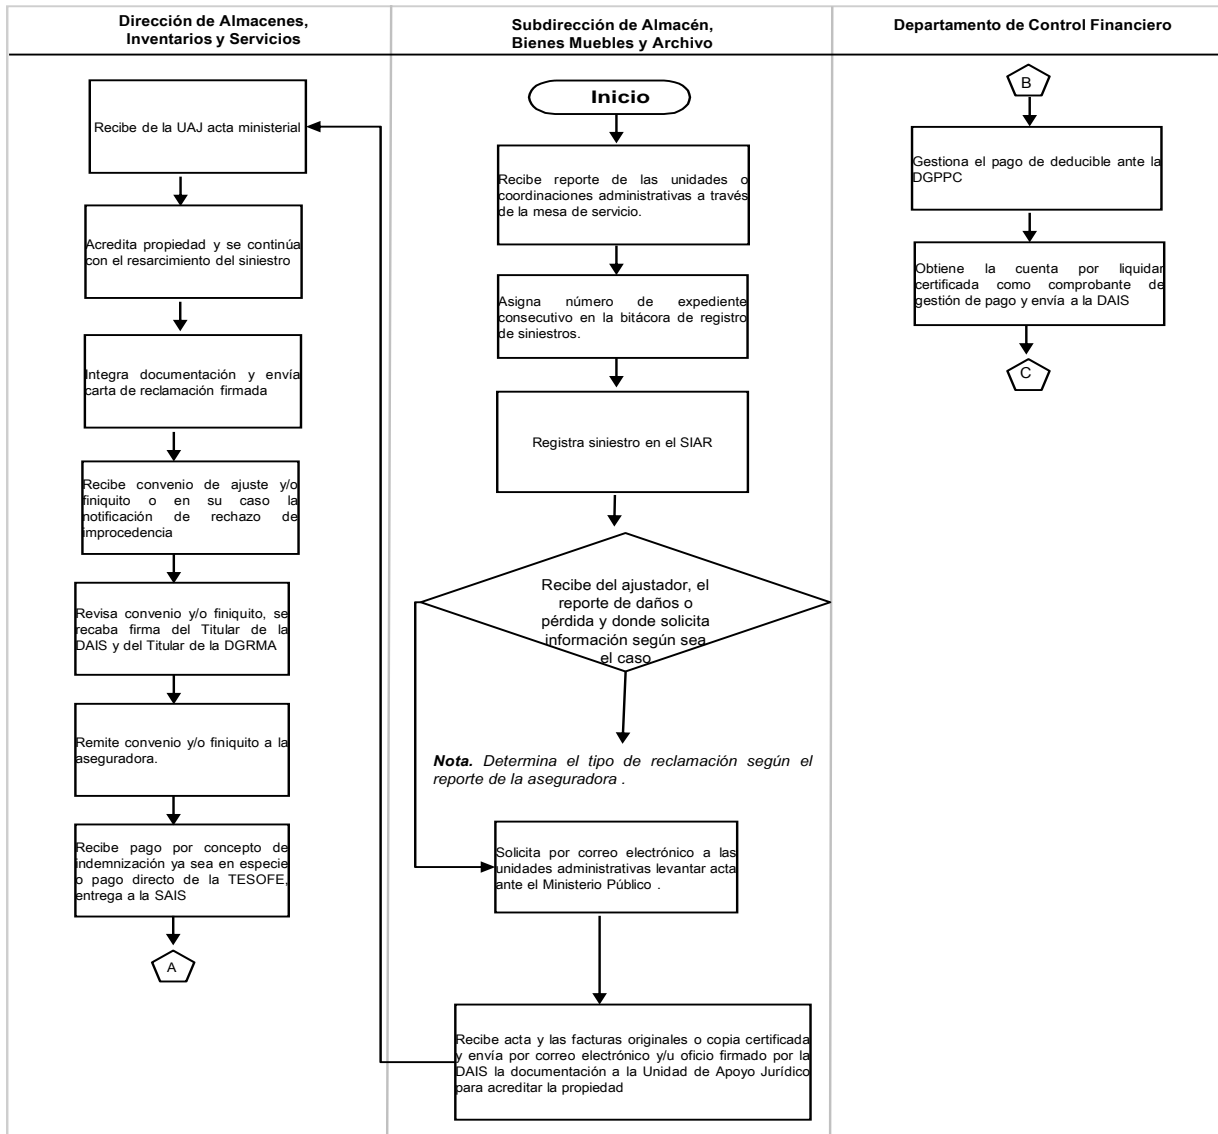 Dirección de Almacenes,
Inventarios y Servicios
Subdirección de Almacén,
Bienes Muebles y Archivo
Departamento de Control Financiero
Recibe de la UAJ acta ministerial
Acredita propiedad y se continúa
con el resarcimiento del siniestro
Integra documentación y envía
carta de reclamación firmada
Recibe convenio de ajuste y/o
finiquito o en su caso la
notificación de rechazo de
improcedencia
Revisa convenio y/o finiquito, se
recaba firma del Titular de la
DAIS y del Titular de la DGRMA
Remite convenio y/o finiquito a la
aseguradora.
Recibe pago por concepto de
indemnización ya sea en especie
o pago directo de la TESOFE,
entrega a la SAIS
A
Inicio
Recibe reporte de las unidades o
coordinaciones administrativas a través
de la mesa de servicio.
Asigna número de expediente
consecutivo en la bitácora de registro
de siniestros.
Registra siniestro en el SIAR
Recibe del ajustador, el
reporte de daños o
pérdida y donde solicita
información según sea
el caso
Nota. Determina el tipo de reclamación según el
reporte de la aseguradora .
Solicita por correo electrónico a las
unidades administrativas levantar acta
ante el Ministerio Público .
Recibe acta y las facturas originales o copia certificada
y envía por correo electrónico y/u oficio firmado por la
DAIS la documentación a la Unidad de Apoyo Jurídico
para acreditar la propiedad
B
Gestiona el pago de deducible ante la
DGPPC
Obtiene la cuenta por liquidar
certificada como comprobante de
gestión de pago y envía a la DAIS
C